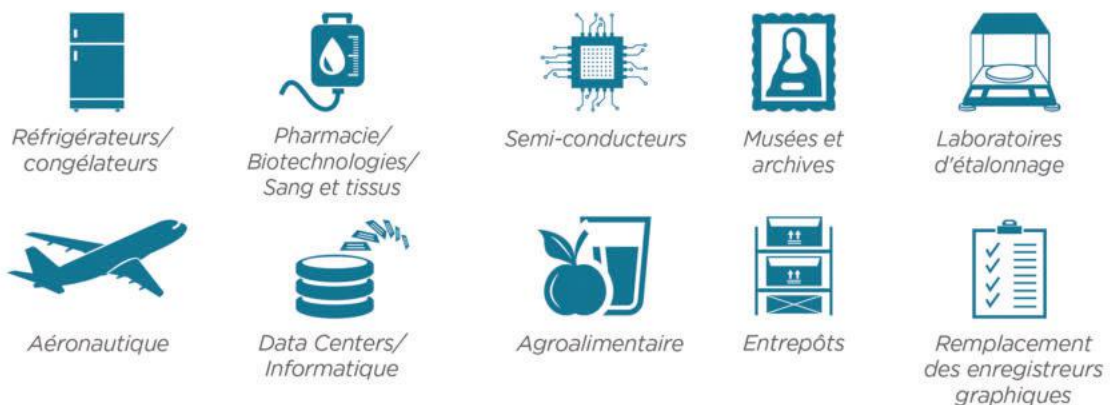 Réfrigérateurs/
congélateurs
Pharmacie/
Biotechnologies/
Sang et tissus
Semi-conducteurs
Musées et
archives
Laboratoires
d'étalonnage
Aéronautique
Data Centers/
Informatique
Agroalimentaire
Entrepôts
Remplacement
des enregistreurs
graphiques